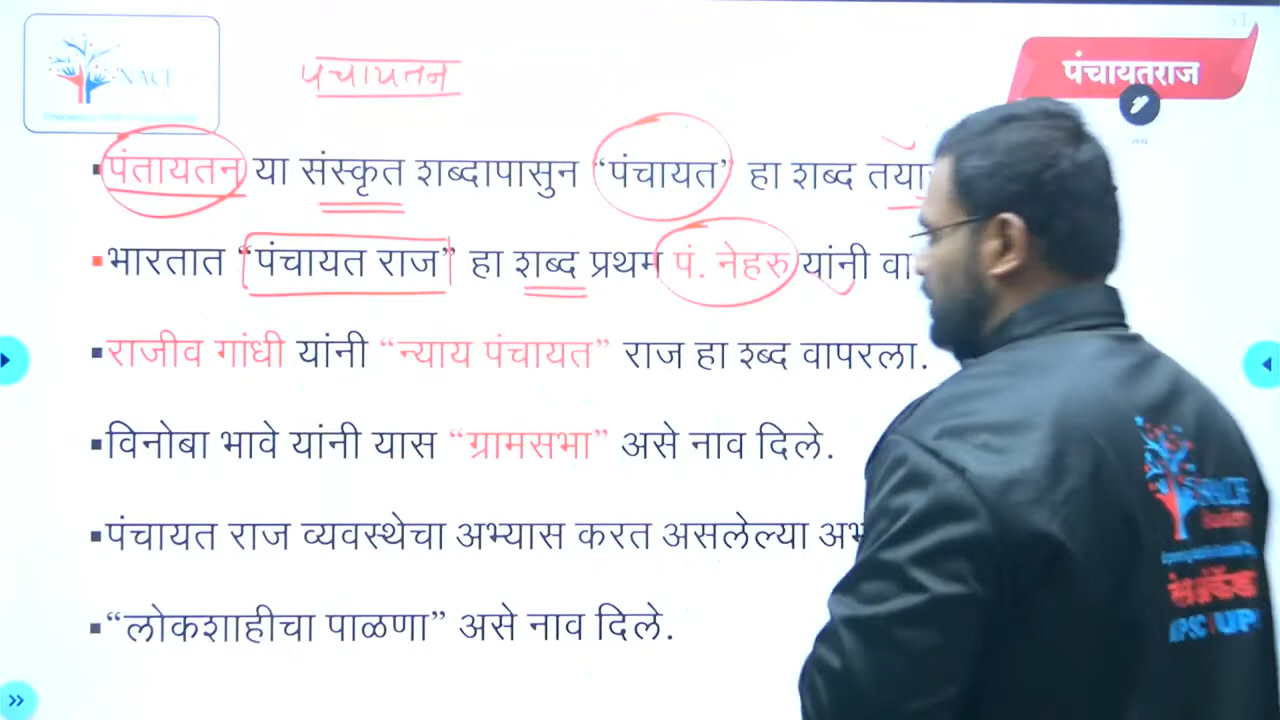 पंचायतराज
पचायतन
▪पंतायतन या संस्कृत शब्दापासुन “पंचायत” हा शब्द
▪भारतात “पंचायत राज” हा शब्द प्रथम पं. नेहरु यांनी
▪राजीव गांधी यांनी “न्याय पंचायत” राज हा श्ब्द वापरला.
▪विनोबा भावे यांनी यास “ग्रामसभा” असे नाव दिले.
▪पंचायत राज व्यवस्थेचा अभ्यास करत असलेल्या
▪“लोकशाहीचा पाळणा” असे नाव दिले.